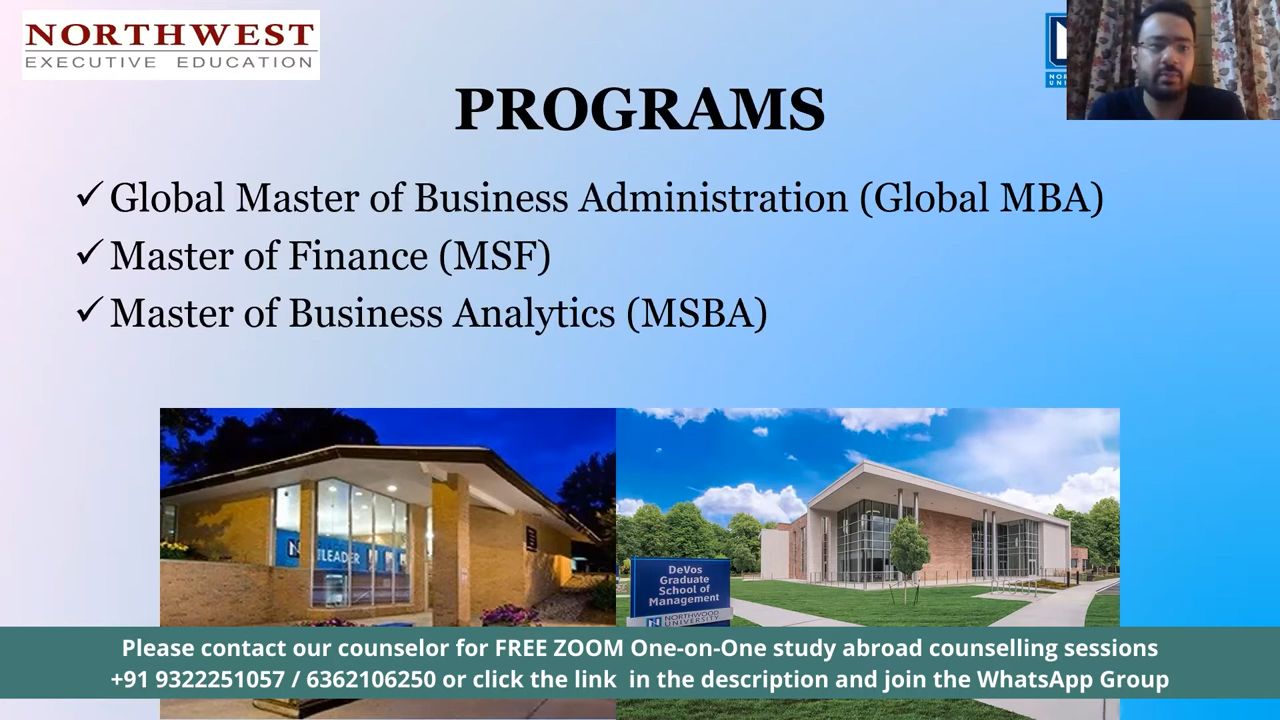 NORTHWEST
EXECUTIVE EDUCATION
PROGRAMS
✓ Global Master of Business Administration (Global MBA)
✓ Master of Finance (MSF)
✓ Master of Business Analytics (MSBA)
LEADER
DeVos
Graduate
School of
Management
NORTHWOOD
UNIVERSITY
Please contact our counselor for FREE ZOOM One-on-One study abroad counselling sessions
+91 9322251057 / 6362106250 or click the link in the description and join the WhatsApp Group